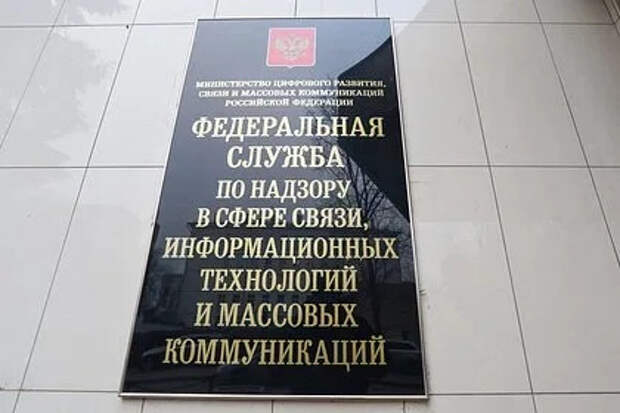 МИНИСТЕРСТВО ЦИФРОВОГО РАЗВИТИЯ,
СВЯЗИ И МАССОВЫХ КОММУНИКАЦИЙ
РОССИЙСКОЙ ФЕДЕРАЦИИ
ФЕДЕРАЛЬНАЯ
СЛУЖБА
ПО НАДЗОРУ
В СФЕРЕ СВЯЗИ,
ИНФОРМАЦИОННЫХ
ТЕХНОЛОГИЙ
И МАССОВЫХ
КОММУНИКАЦИЙ